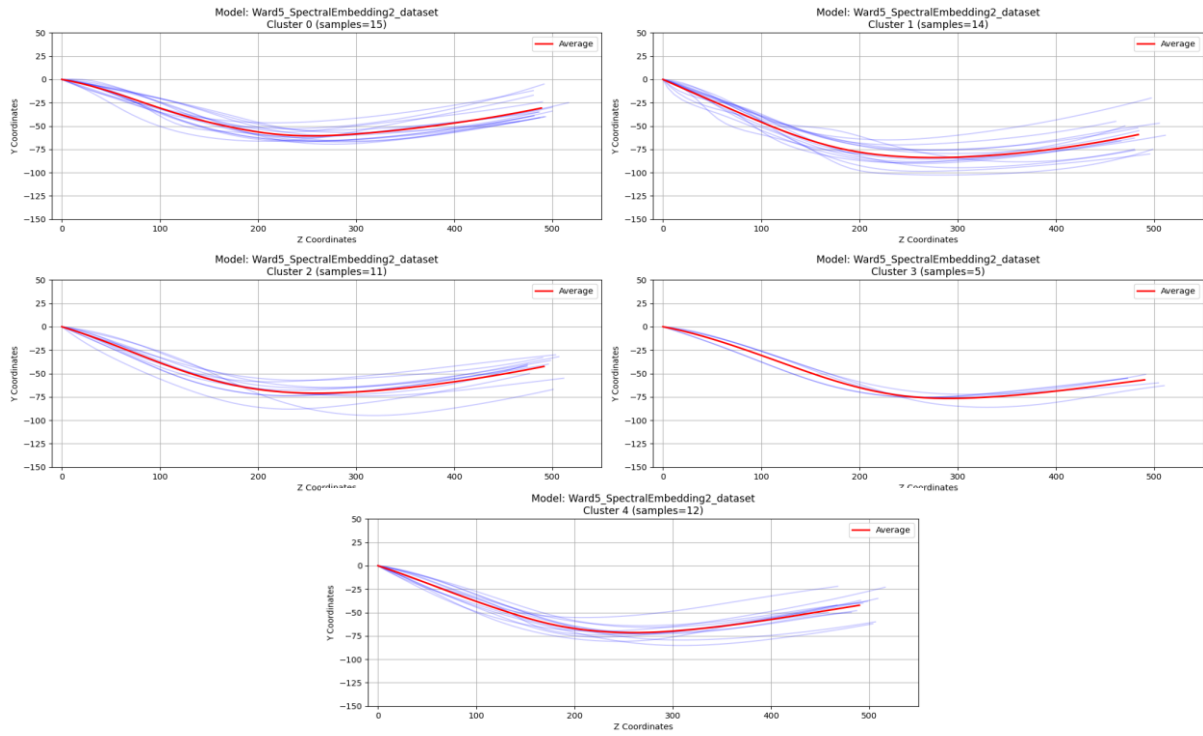 Model: Ward5_SpectralEmbedding2_dataset
Cluster 0 (samples=15)
Average
50
25
0
−25
−50
−75
−100
−125
−150
Y Coordinates
0 100 200 300 400 500
Z Coordinates
Model: Ward5_SpectralEmbedding2_dataset
Cluster 1 (samples=14)
Average
50
25
0
−25
−50
−75
−100
−125
−150
Y Coordinates
0 100 200 300 400 500
Z Coordinates
Model: Ward5_SpectralEmbedding2_dataset
Cluster 2 (samples=11)
Average
50
25
0
−25
−50
−75
−100
−125
−150
Y Coordinates
0 100 200 300 400 500
Z Coordinates
Model: Ward5_SpectralEmbedding2_dataset
Cluster 3 (samples=5)
Average
50
25
0
−25
−50
−75
−100
−125
−150
Y Coordinates
0 100 200 300 400 500
Z Coordinates
Model: Ward5_SpectralEmbedding2_dataset
Cluster 4 (samples=12)
Average
50
25
0
−25
−50
−75
−100
−125
−150
Y Coordinates
0 100 200 300 400 500
Z Coordinates